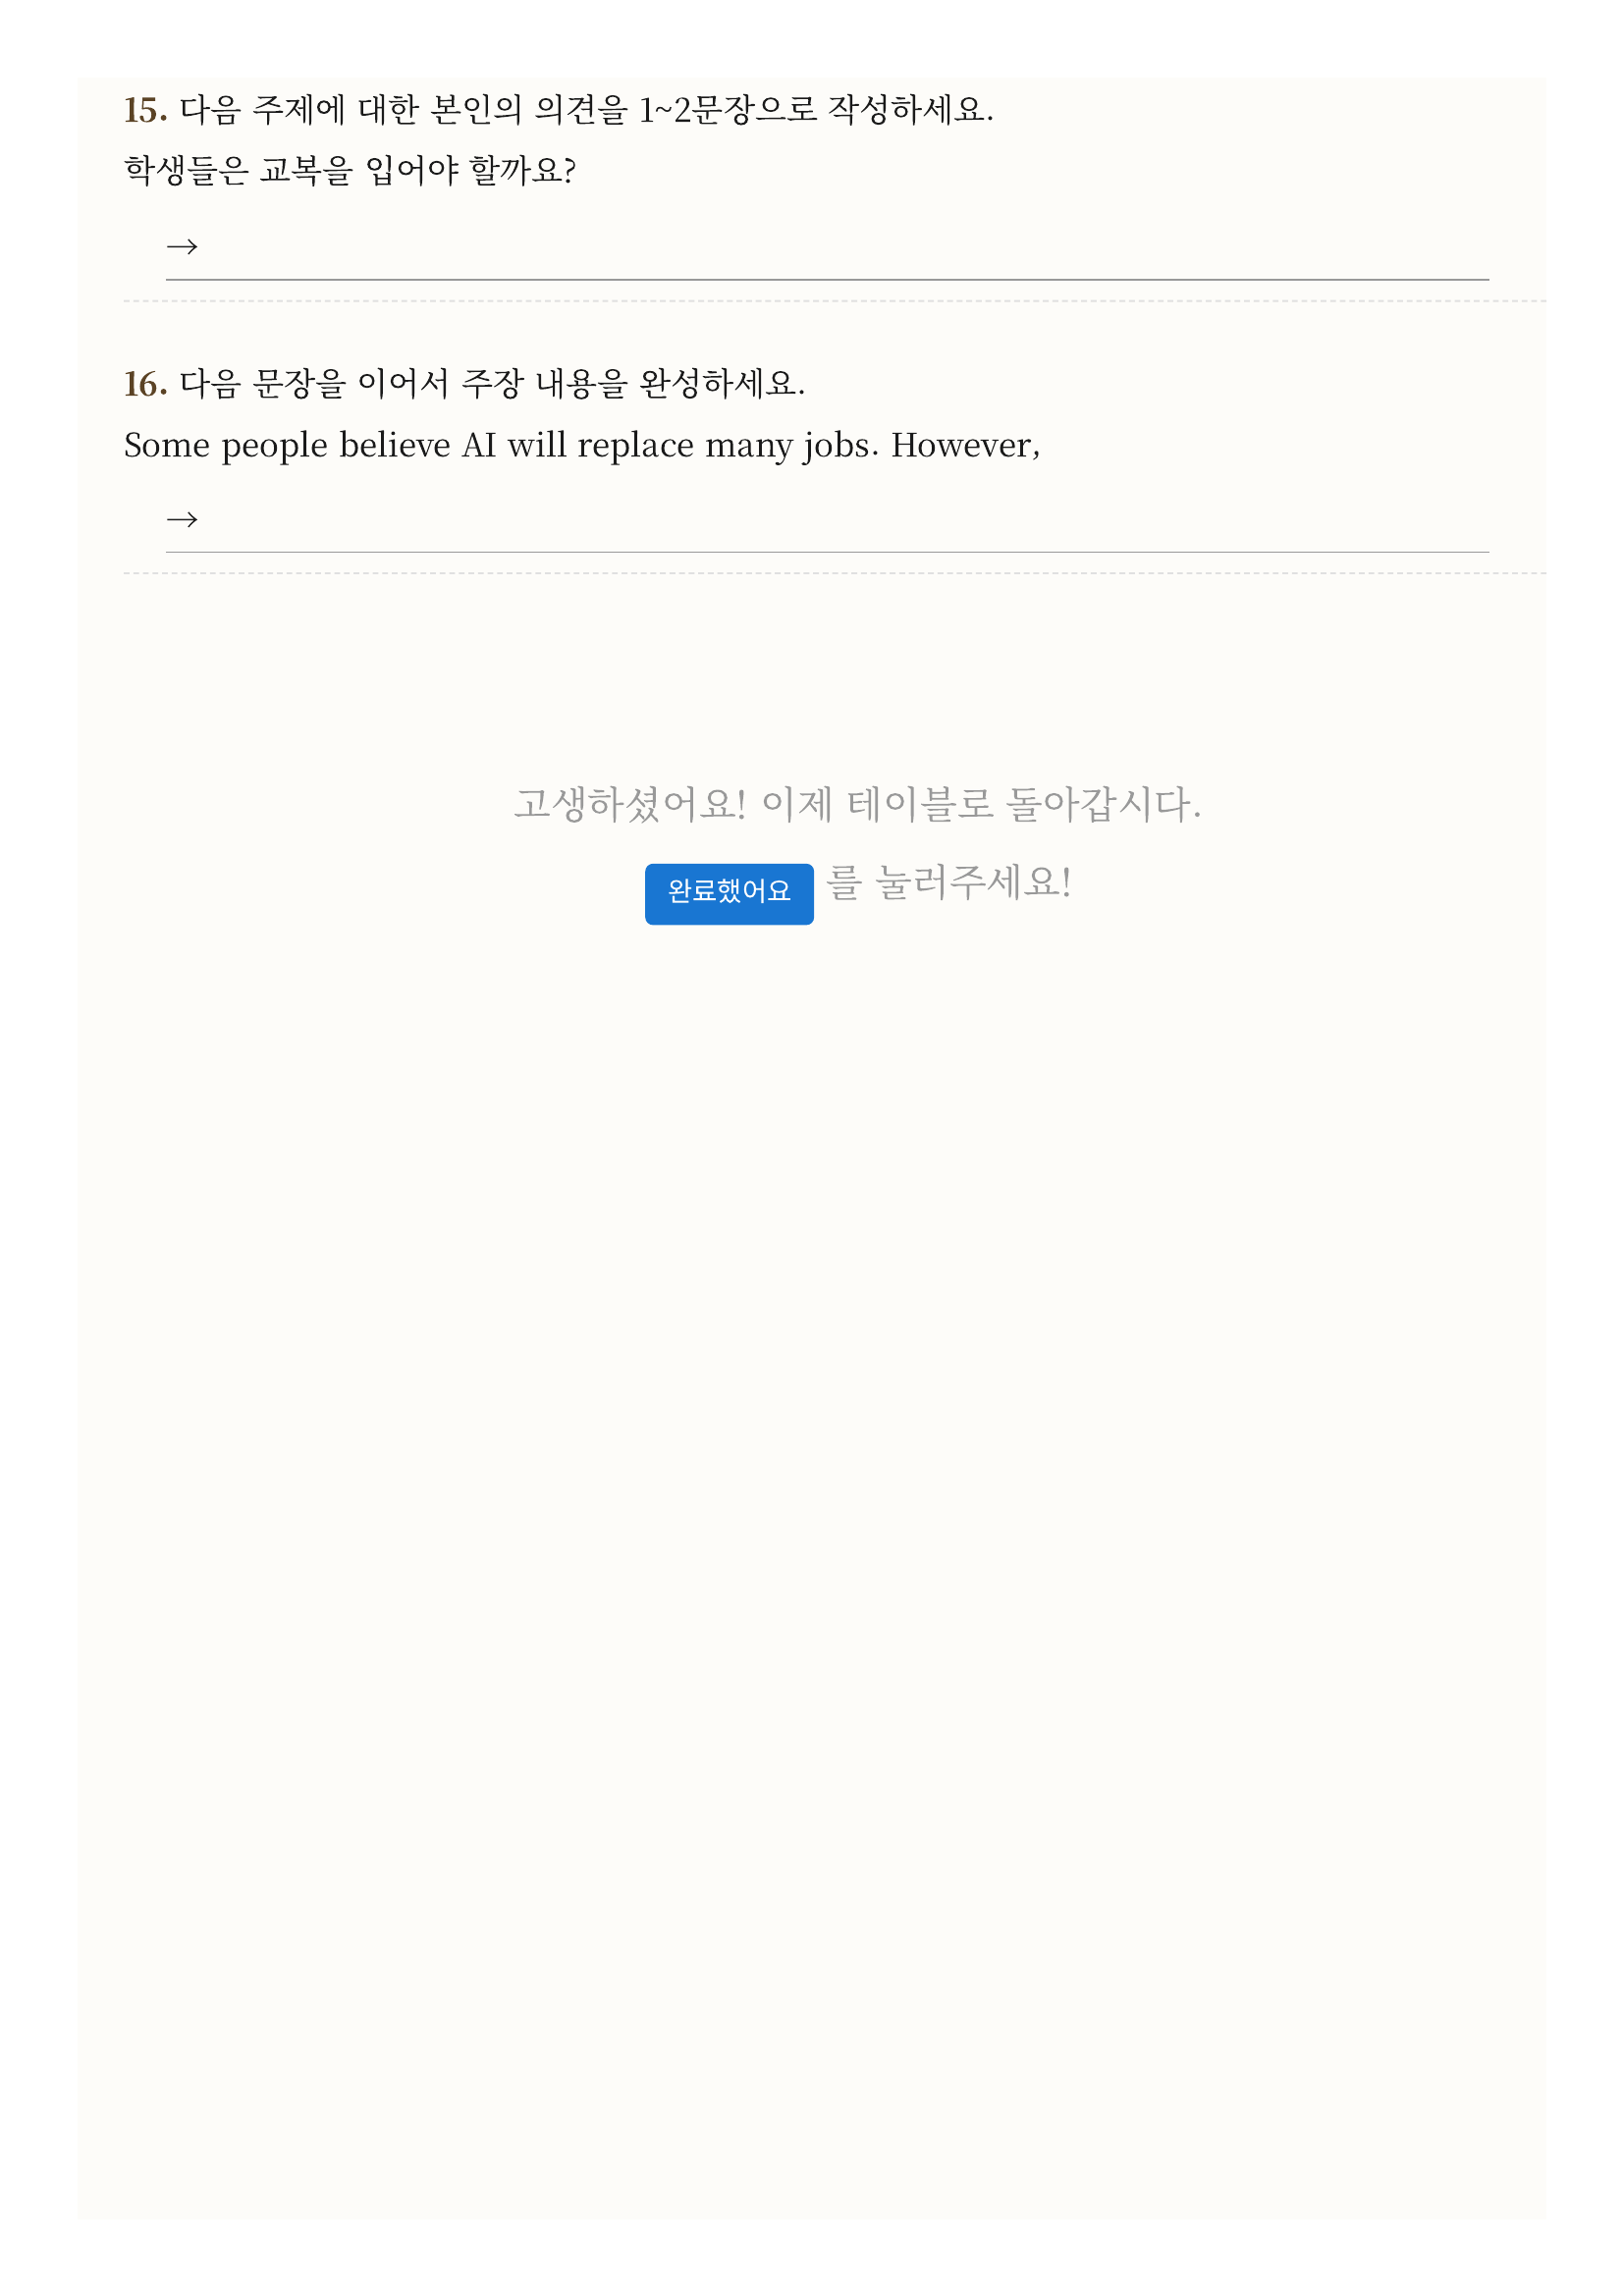 15. 다음 주제에 대한 본인의 의견을 1~2문장으로 작성하세요.
학생들은 교복을 입어야 할까요?
→
16. 다음 문장을 이어서 주장 내용을 완성하세요.
Some people believe AI will replace many jobs. However,
→
고생하셨어요! 이제 테이블로 돌아갑시다.
완료했어요 를 눌러주세요!